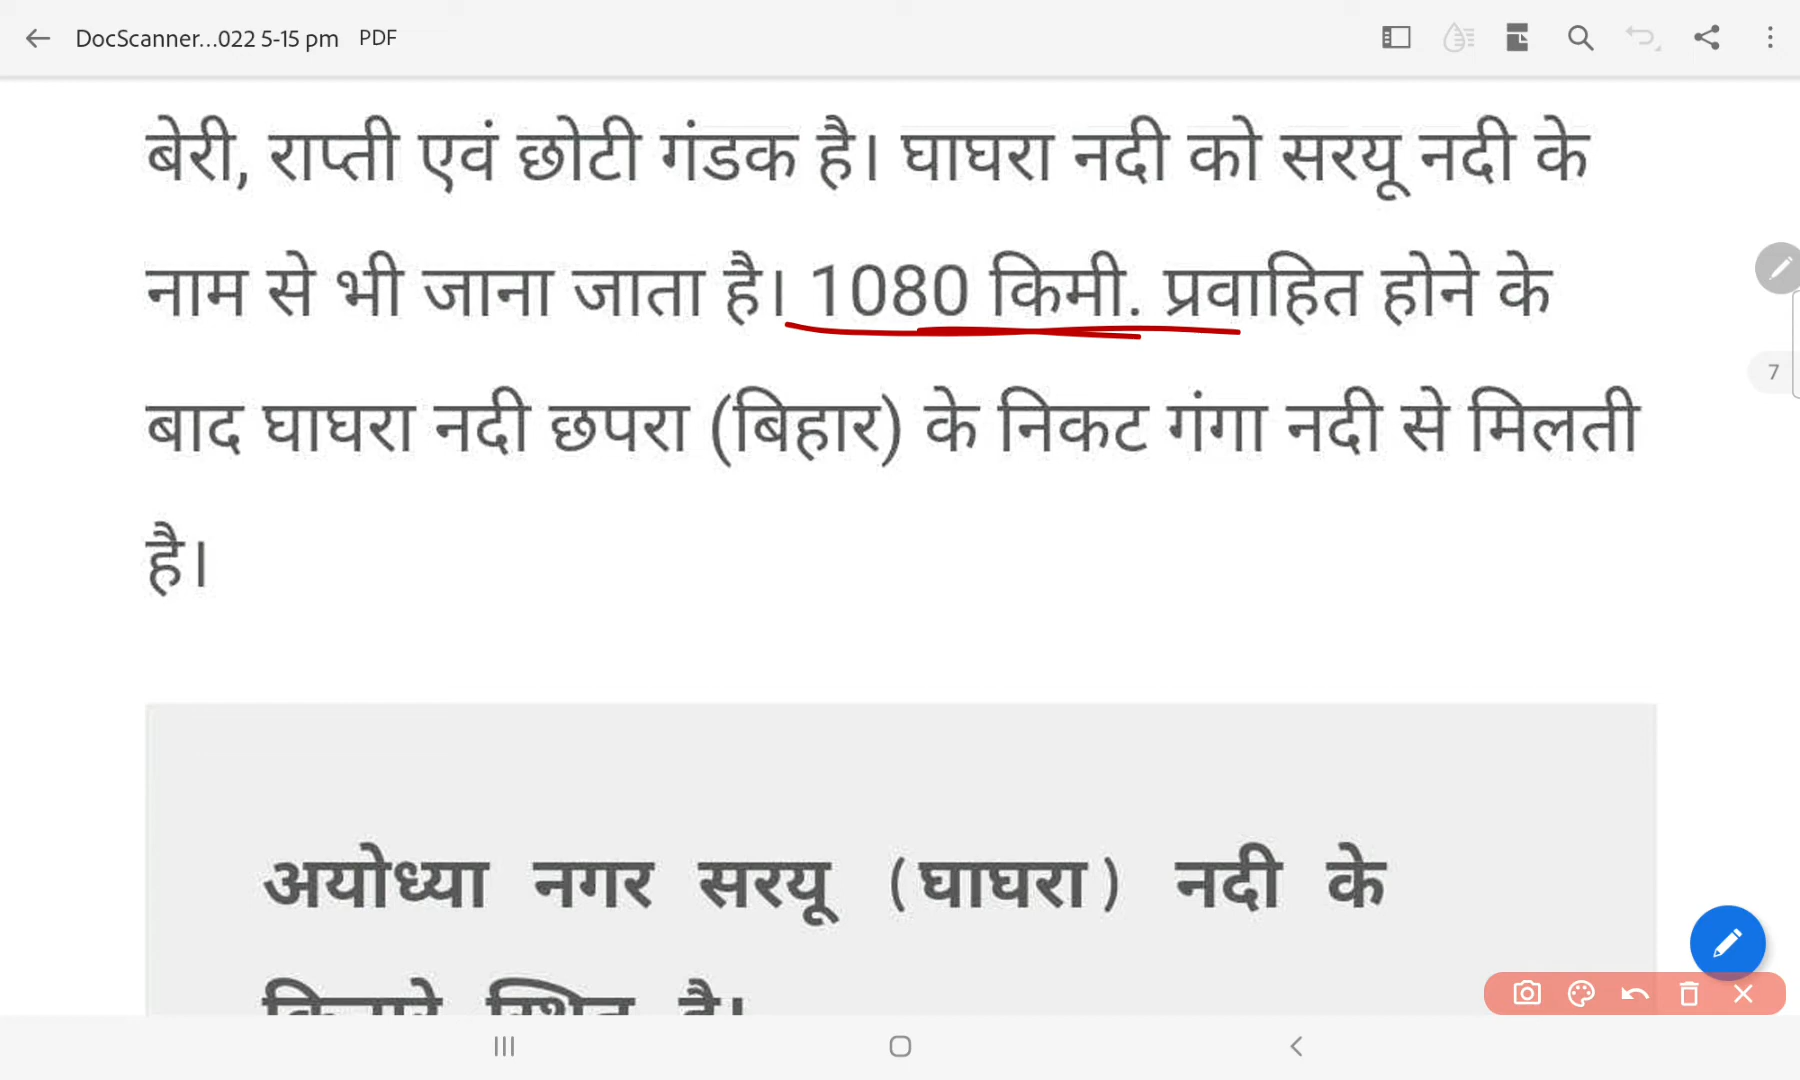 DocScanner...022 5-15 pm PDF
बेरी, राप्ती एवं छोटी गंडक है। घाघरा नदी को सरयू नदी के
नाम से भी जाना जाता है। 1080 किमी. प्रवाहित होने के
7
बाद घाघरा नदी छपरा (बिहार) के निकट गंगा नदी से मिलती
है।
अयोध्या नगर सरयू (घाघरा) नदी के
किनारे स्थित है।